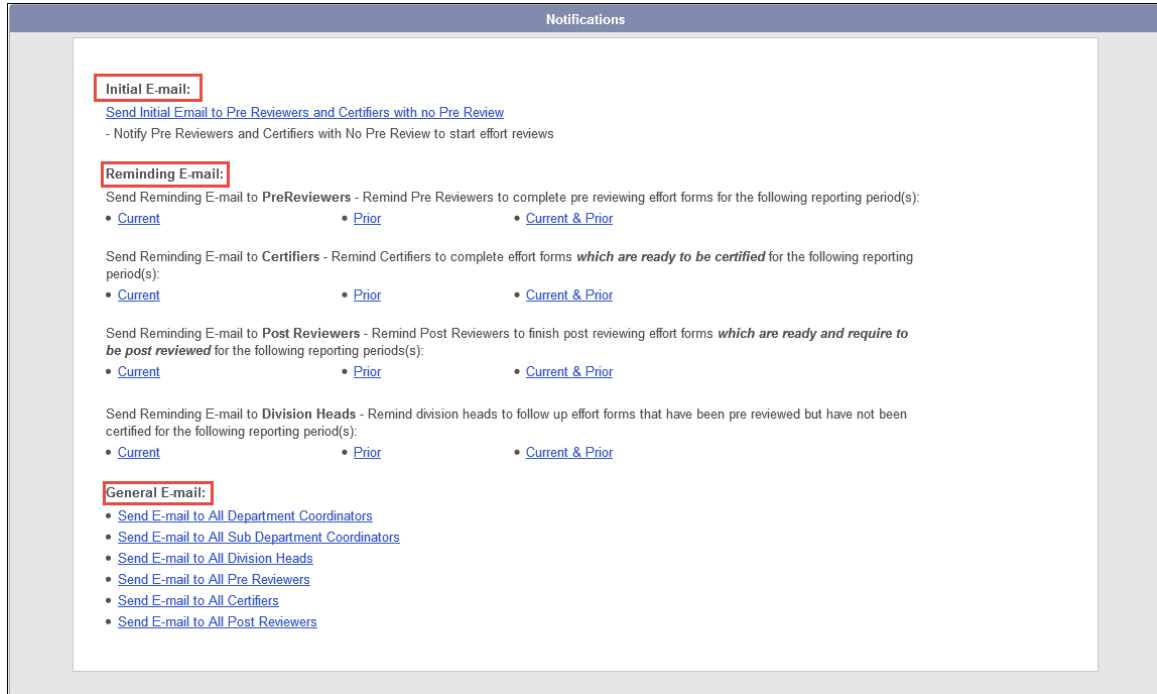 Notifications
Initial E-mail:
Send Initial Email to Pre Reviewers and Certifiers with no Pre Review
- Notify Pre Reviewers and Certifiers with No Pre Review to start effort reviews
Reminding E-mail:
Send Reminding E-mail to PreReviewers - Remind Pre Reviewers to complete pre reviewing effort forms for the following reporting period(s):
• Current • Prior • Current & Prior
Send Reminding E-mail to Certifiers - Remind Certifiers to complete effort forms which are ready to be certified for the following reporting
period(s):
• Current • Prior • Current & Prior
Send Reminding E-mail to Post Reviewers - Remind Post Reviewers to finish post reviewing effort forms which are ready and require to
be post reviewed for the following reporting periods(s):
• Current • Prior • Current & Prior
Send Reminding E-mail to Division Heads - Remind division heads to follow up effort forms that have been pre reviewed but have not been
certified for the following reporting period(s):
• Current • Prior • Current & Prior
General E-mail:
• Send E-mail to All Department Coordinators
• Send E-mail to All Sub Department Coordinators
• Send E-mail to All Division Heads
• Send E-mail to All Pre Reviewers
• Send E-mail to All Certifiers
• Send E-mail to All Post Reviewers